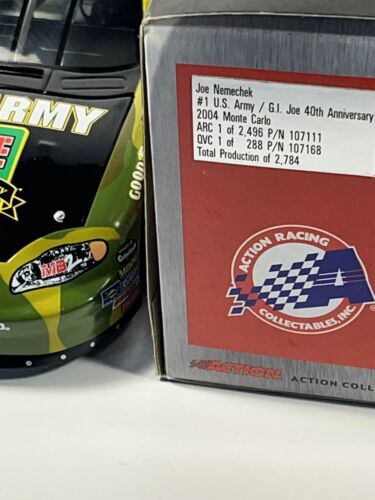 ARMY
GOOD
Joe Nemechek
#1 U.S. Army / G.I. Joe 40th Anniversary
2004 Monte Carlo
ARC 1 of 2,496 P/N 107111
QVC 1 of 288 P/N 107168
Total Production of 2,784
ACTION RACING
COLLECTABLES, INC.
ACTION
ACTION COLL